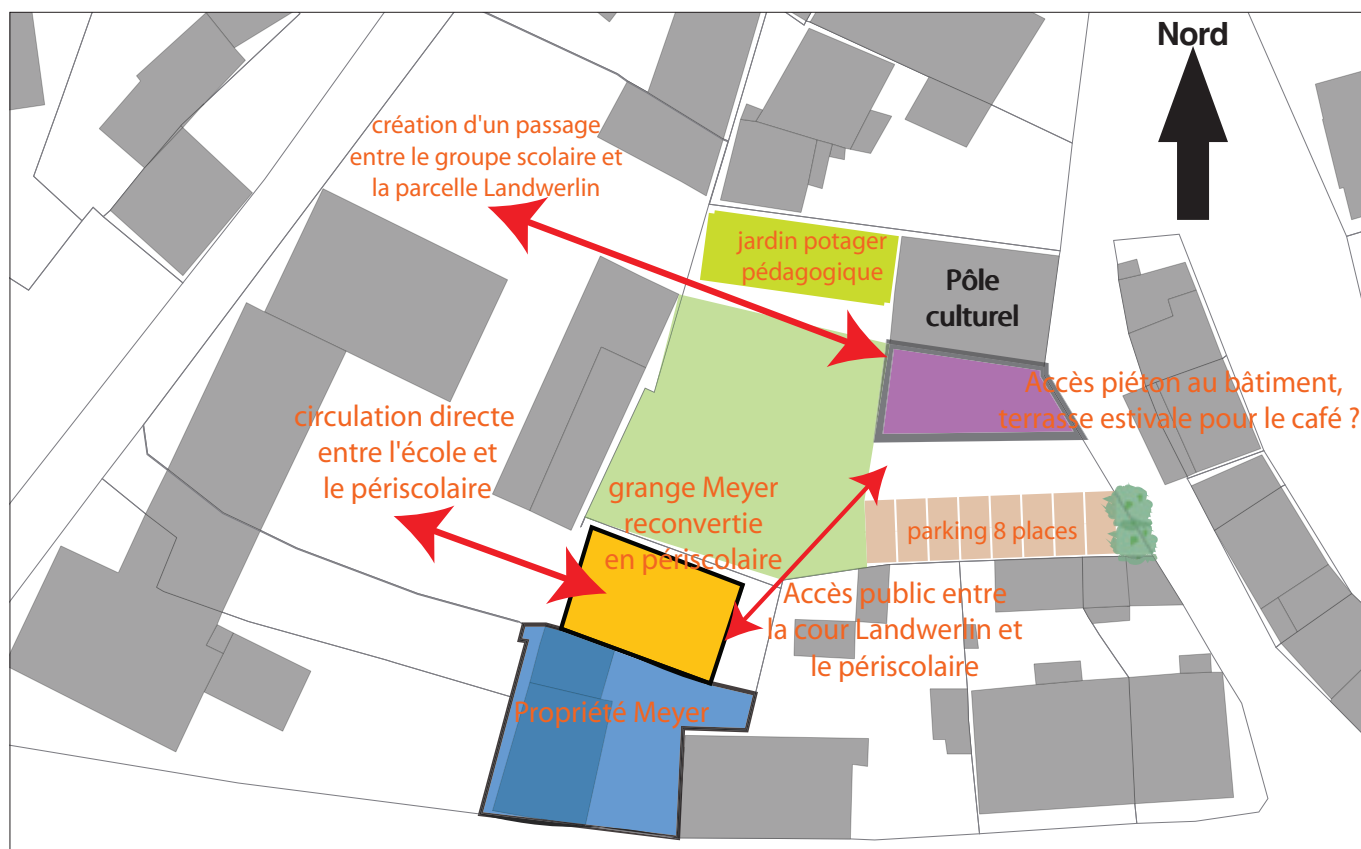 Nord
création d'un passage
entre le groupe scolaire et
la parcelle Landwerlin
jardin potager
pédagogique
Pôle
culturel
Accès piéton au bâtiment,
terrasse estivale pour le café ?
circulation directe
entre l'école et
le périscolaire
grange Meyer
reconvertie
en périscolaire
parking 8 places
Accès public entre
la cour Landwerlin et
le périscolaire
Propriété Meyer